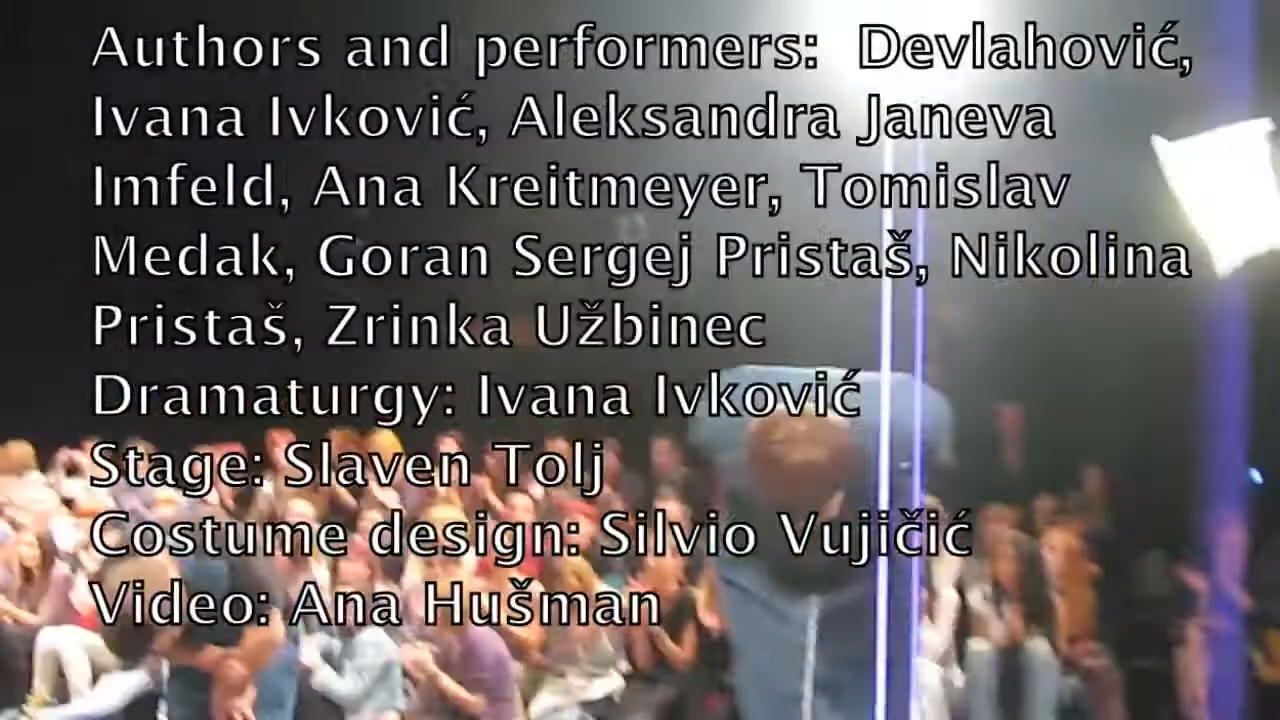 Authors and performers: Devlahović,
Ivana Ivković, Aleksandra Janeva
Imfeld, Ana Kreitmeyer, Tomislav
Medak, Goran Sergej Pristaš, Nikolina
Pristaš, Zrinka Užbinec
Dramaturgy: Ivana Ivković
Stage: Slaven Tolj
Costume design: Silvio Vujičić
Video: Ana Hušman